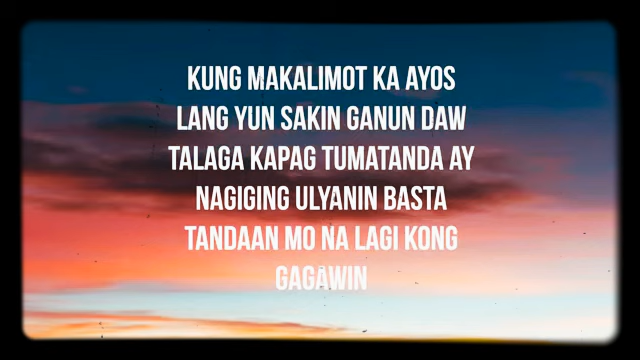 KUNG MAKALIMOT KA AYOS
LANG YUN SAKIN GANUN DAW
TALAGA KAPAG TUMATANDA AY
NAGIGING ULYANIN BASTA
TANDAAN MO NA LAGI KONG
GAGAWIN